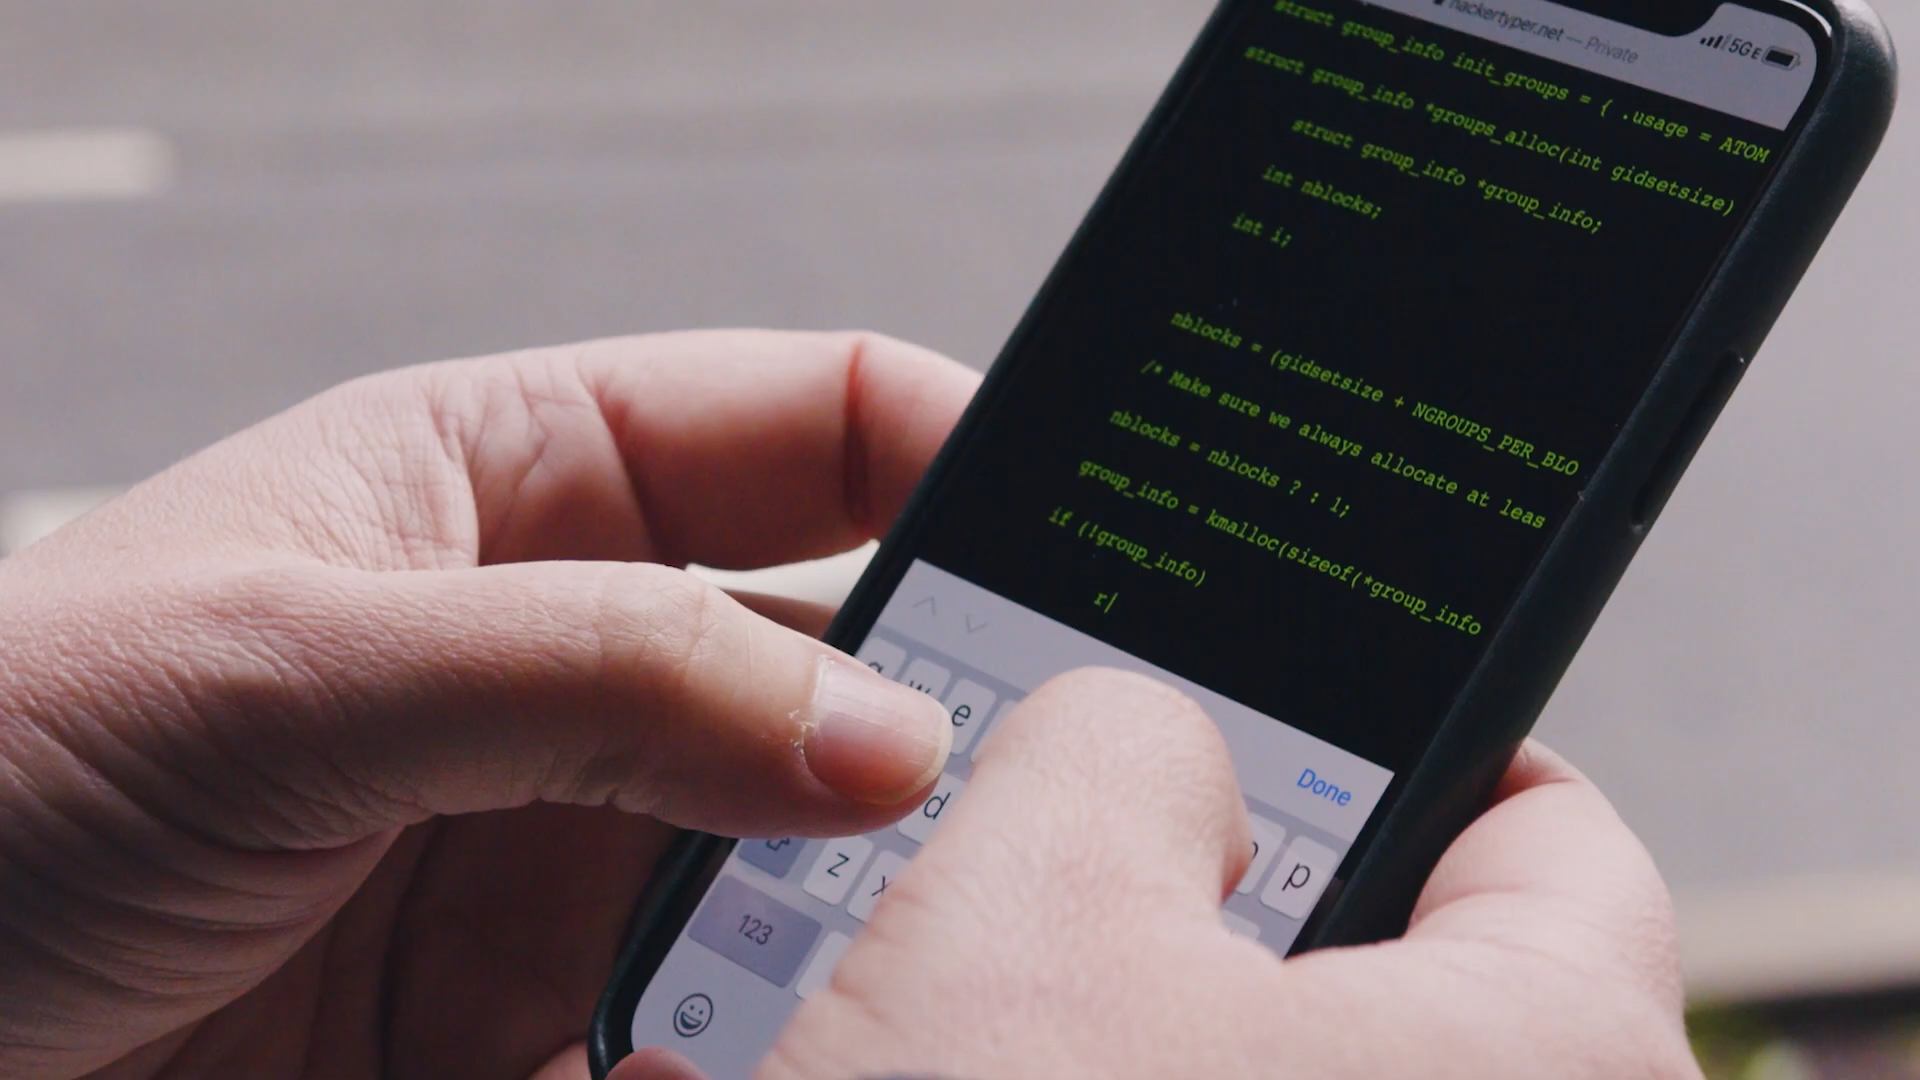 hackertyper.net — Private
5GE
struct group_info init_groups = { .usage = ATOM
struct group_info *groups_alloc(int gidsetsize)
struct group_info *group_info;
int nblocks;
int i;
nblocks = (gidsetsize + NGROUPS_PER_BLO
/* Make sure we always allocate at leas
nblocks = nblocks ? : 1;
group_info = kmalloc(sizeof(*group_info
if (!group_info)
r
Done
q w e
p
d
z x
123